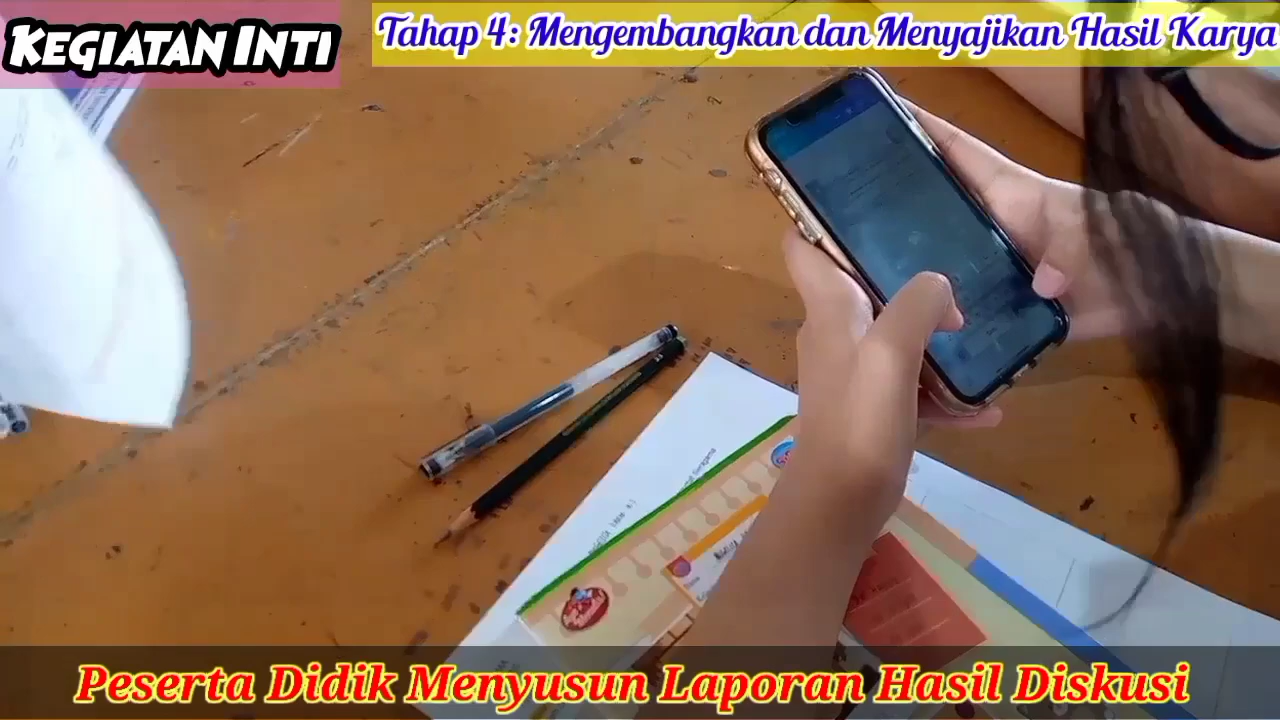 KEGIATAN INTI
Tahap 4: Mengembangkan dan Menyajikan Hasil Karya
Peserta Didik Menyusun Laporan Hasil Diskusi